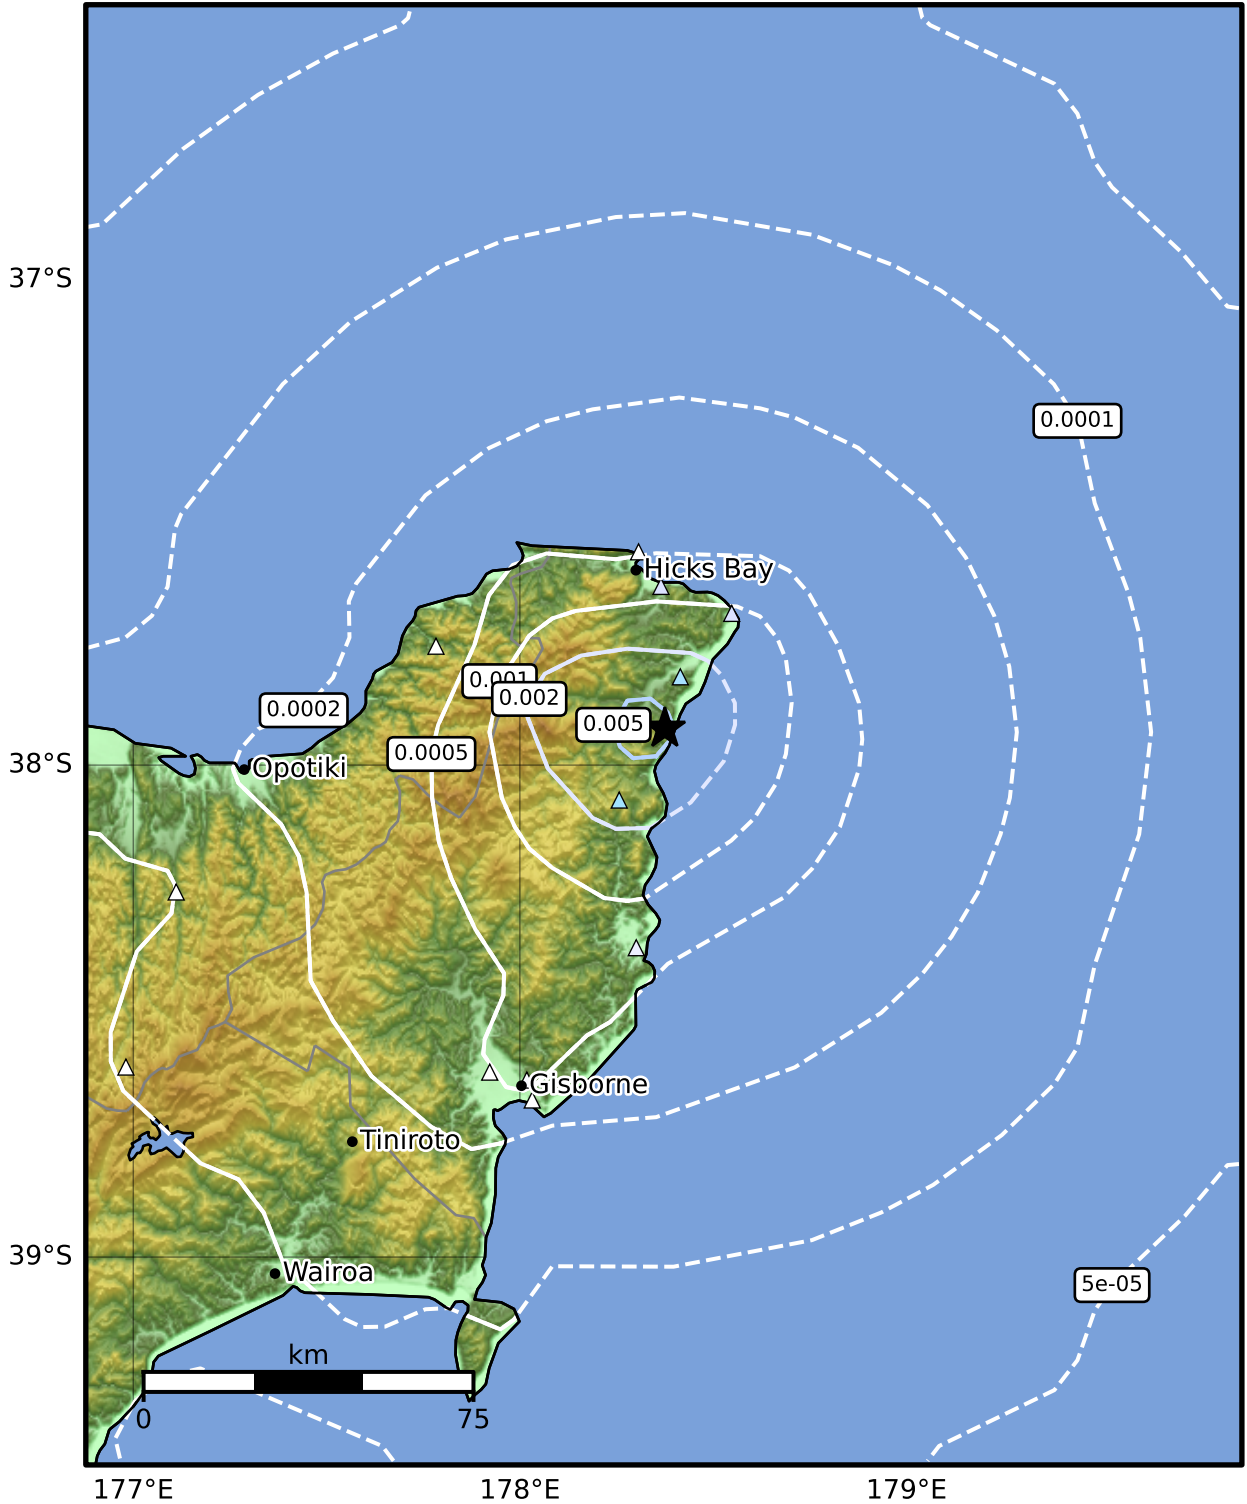 37°S
0.0001
Hicks Bay
0.001
0.002
0.0002
0.005
0.0005
38°S
Opotiki
Gisborne
Tiniroto
39°S
Wairoa
5e-05
km
0
75
177°E
178°E
179°E